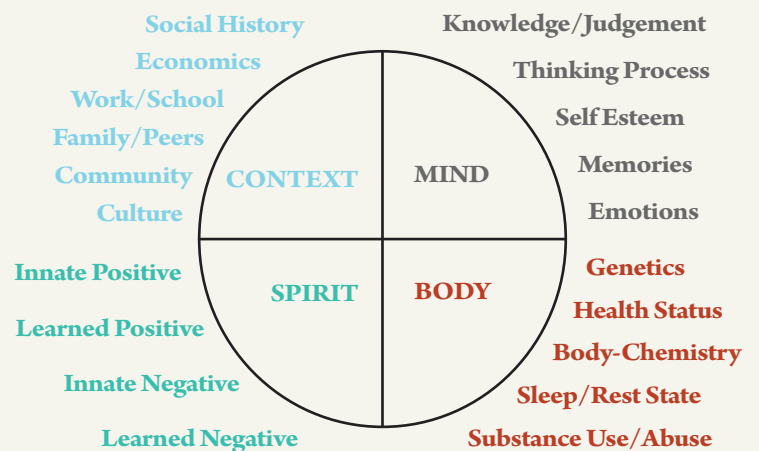 Social History
Economics
Work/School
Family/Peers
Community
Culture
CONTEXT
Knowledge/Judgement
Thinking Process
Self Esteem
Memories
Emotions
MIND
Innate Positive
Learned Positive
Innate Negative
Learned Negative
SPIRIT
BODY
Genetics
Health Status
Body-Chemistry
Sleep/Rest State
Substance Use/Abuse